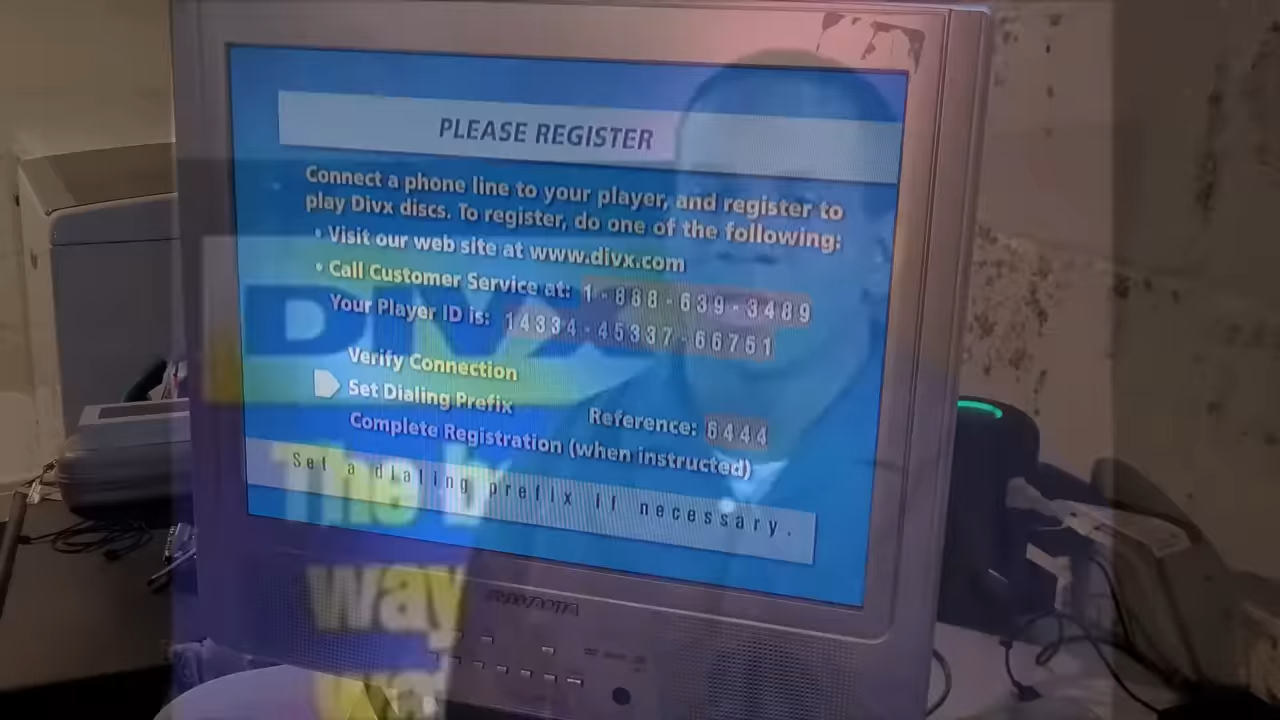 PLEASE REGISTER
Connect a phone line to your player, and register to
play Divx discs. To register, do one of the following:
• Visit our web site at www.divx.com
• Call Customer Service at: 1-888-639-3489
Your Player ID is: 14334-45337-66751
DIVX
Verify Connection
Set Dialing Prefix
Reference: 6444
Complete Registration (when instructed)
Set a dialing prefix if necessary.
The b
way
SYLVANIA